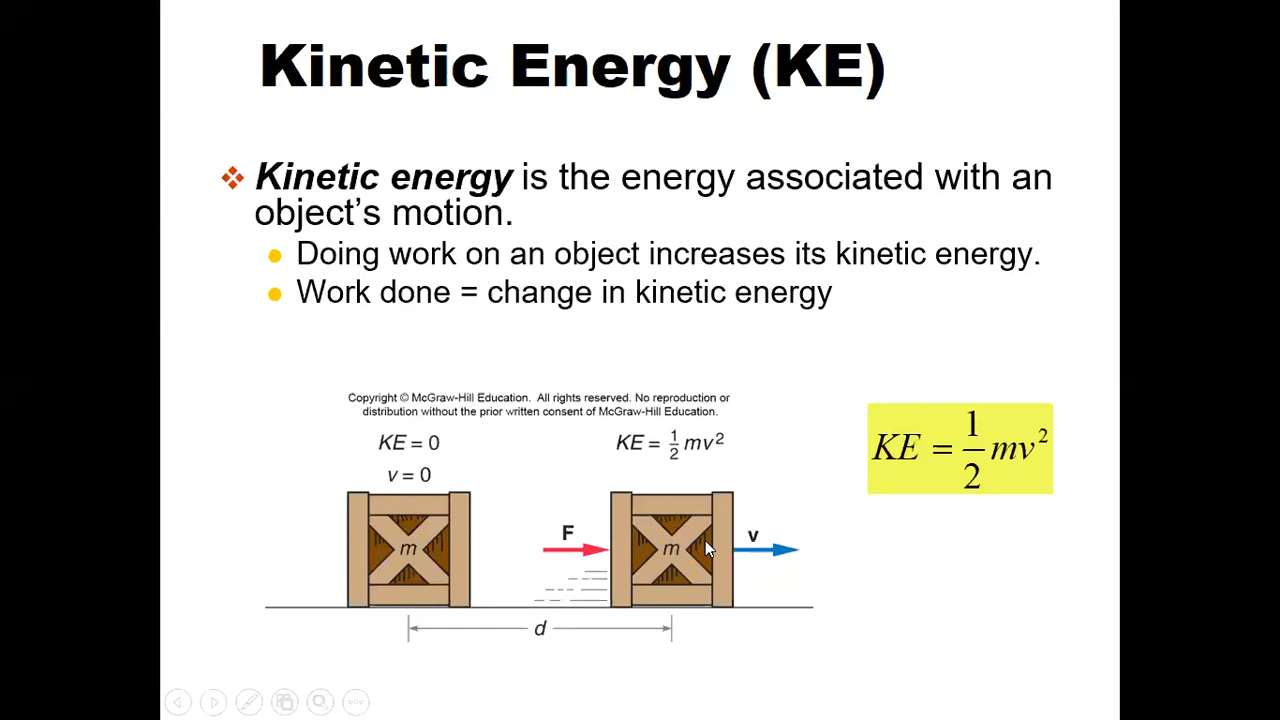 Kinetic Energy (KE)
❖ Kinetic energy is the energy associated with an
object’s motion.
● Doing work on an object increases its kinetic energy.
● Work done = change in kinetic energy
Copyright © McGraw-Hill Education. All rights reserved. No reproduction or
distribution without the prior written consent of McGraw-Hill Education.
KE = 0
v = 0
KE = 1/2 mv²
KE = 1/2 mv²
m
F
m
v
d